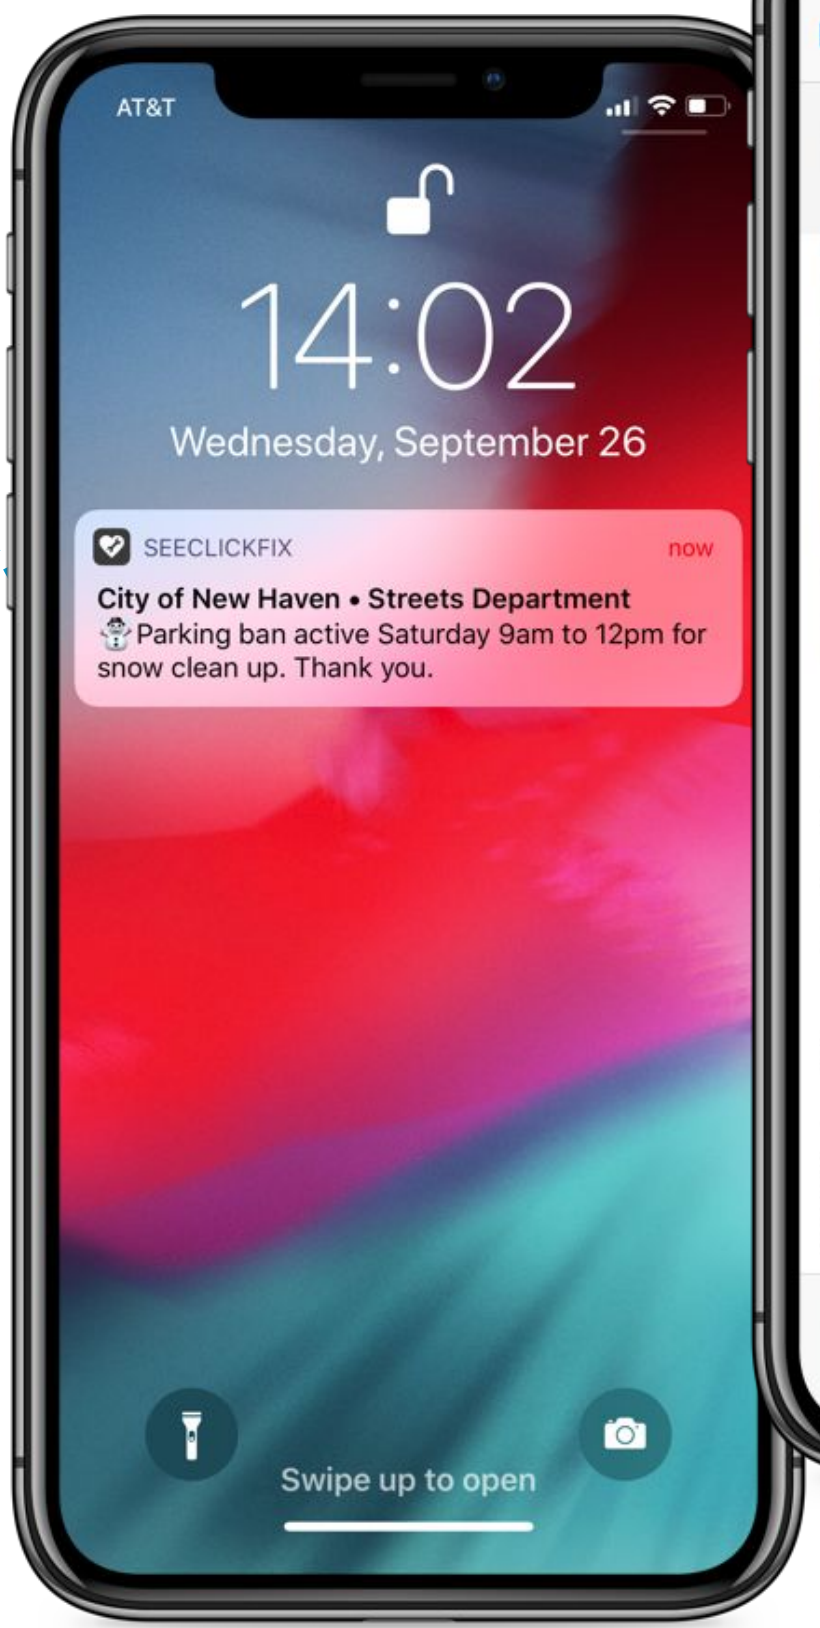 AT&T
14:02
Wednesday, September 26
SEECLICKFIX now
City of New Haven • Streets Department
⛄Parking ban active Saturday 9am to 12pm for
snow clean up. Thank you.
Swipe up to open